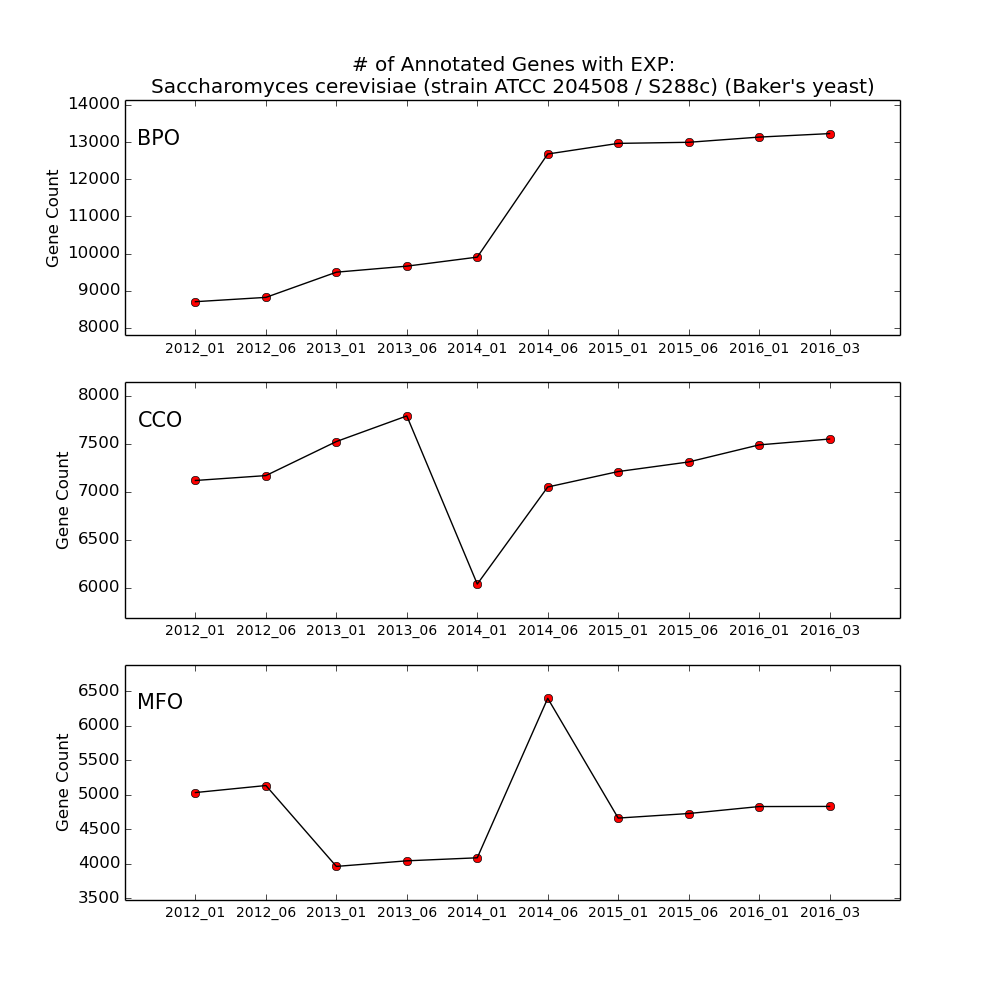 # of Annotated Genes with EXP:
Saccharomyces cerevisiae (strain ATCC 204508 / S288c) (Baker's yeast)
BPO
Gene Count
14000
13000
12000
11000
10000
9000
8000
2012_01 2012_06 2013_01 2013_06 2014_01 2014_06 2015_01 2015_06 2016_01 2016_03
CCO
Gene Count
8000
7500
7000
6500
6000
2012_01 2012_06 2013_01 2013_06 2014_01 2014_06 2015_01 2015_06 2016_01 2016_03
MFO
Gene Count
6500
6000
5500
5000
4500
4000
3500
2012_01 2012_06 2013_01 2013_06 2014_01 2014_06 2015_01 2015_06 2016_01 2016_03